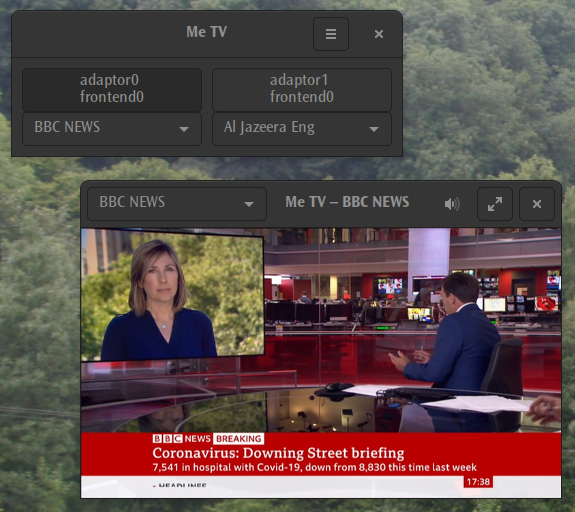 Me TV
adaptor0
frontend0
adaptor1
frontend0
BBC NEWS
Al Jazeera Eng
BBC NEWS
Me TV – BBC NEWS
BBC NEWS BREAKING
Coronavirus: Downing Street briefing
7,541 in hospital with Covid-19, down from 8,830 this time last week
17:38
HEADLINES